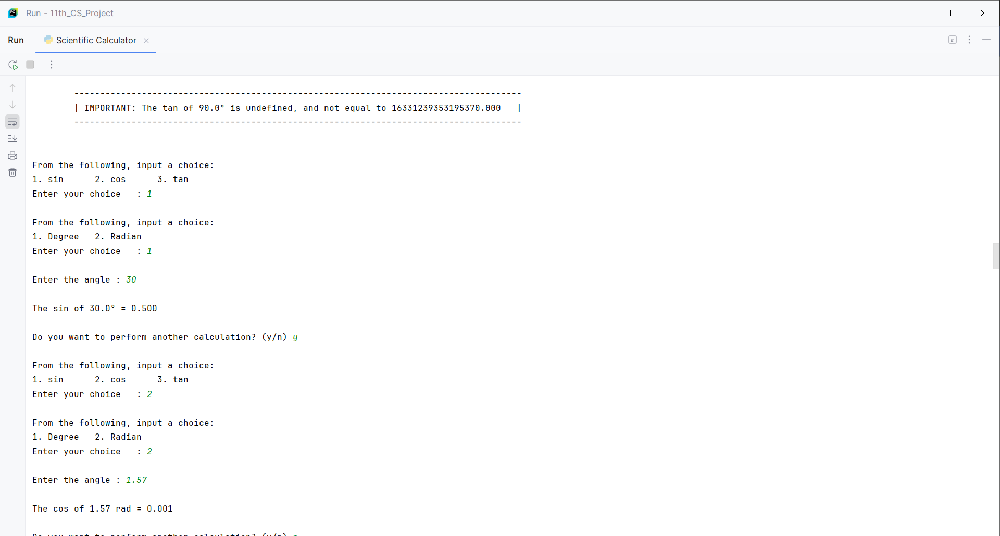 Run - 11th_CS_Project
Run Scientific Calculator
--------------------------------------------------------------------------------------
| IMPORTANT: The tan of 90.0° is undefined, and not equal to 16331239353195370.000 |
--------------------------------------------------------------------------------------
From the following, input a choice:
1. sin 2. cos 3. tan
Enter your choice : 1
From the following, input a choice:
1. Degree 2. Radian
Enter your choice : 1
Enter the angle : 30
The sin of 30.0° = 0.500
Do you want to perform another calculation? (y/n) y
From the following, input a choice:
1. sin 2. cos 3. tan
Enter your choice : 2
From the following, input a choice:
1. Degree 2. Radian
Enter your choice : 2
Enter the angle : 1.57
The cos of 1.57 rad = 0.001
Do you want to perform another calculation? (y/n)